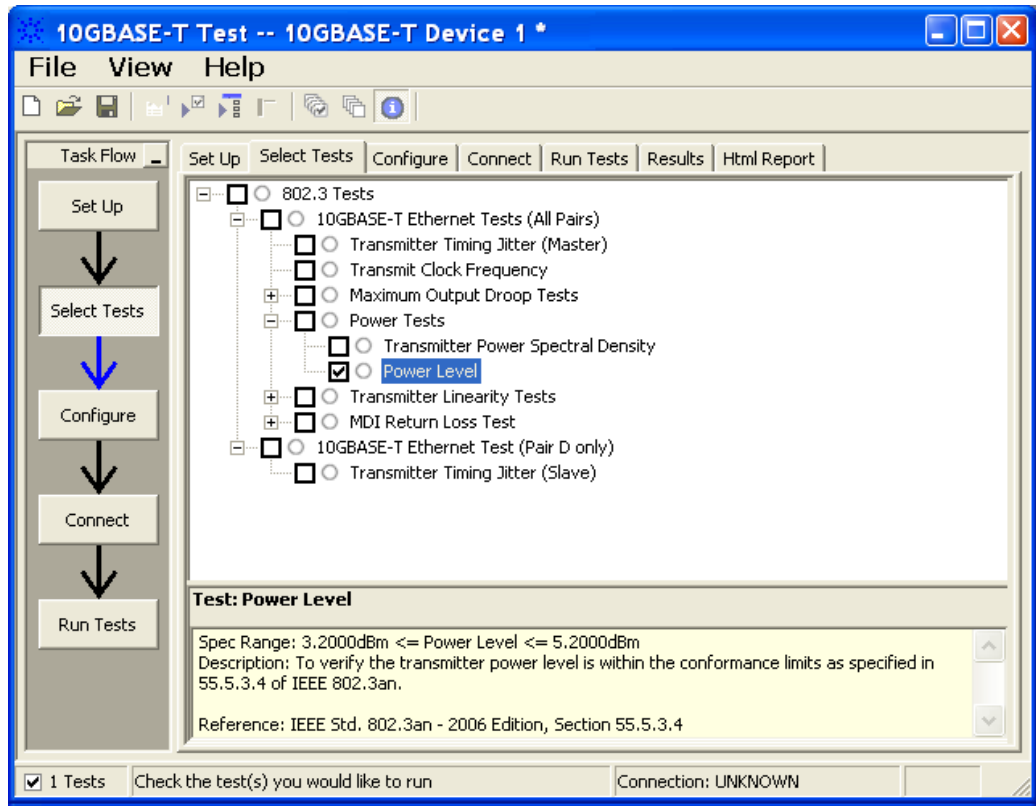 10GBASE-T Test -- 10GBASE-T Device 1 *
File View Help
Task Flow
Set Up
Select Tests
Configure
Connect
Run Tests
Set Up Select Tests Configure Connect Run Tests Results Html Report
802.3 Tests
10GBASE-T Ethernet Tests (All Pairs)
Transmitter Timing Jitter (Master)
Transmit Clock Frequency
Maximum Output Droop Tests
Power Tests
Transmitter Power Spectral Density
Power Level
Transmitter Linearity Tests
MDI Return Loss Test
10GBASE-T Ethernet Test (Pair D only)
Transmitter Timing Jitter (Slave)
Test: Power Level
Spec Range: 3.2000dBm <= Power Level <= 5.2000dBm
Description: To verify the transmitter power level is within the conformance limits as specified in
55.5.3.4 of IEEE 802.3an.
Reference: IEEE Std. 802.3an - 2006 Edition, Section 55.5.3.4
1 Tests Check the test(s) you would like to run Connection: UNKNOWN